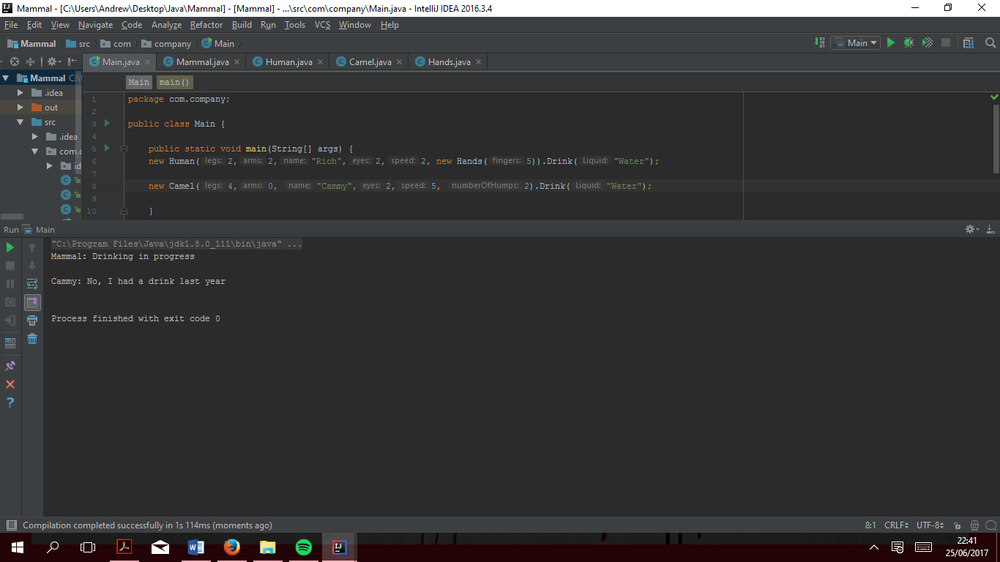 Mammal - [C:\Users\Andrew\Desktop\Java\Mammal] - [Mammal] - ...\src\com\company\Main.java - IntelliJ IDEA 2016.3.4
File Edit View Navigate Code Analyze Refactor Build Run Tools VCS Window Help
Mammal src com company Main
Main
Main.java Mammal.java Human.java Camel.java Hands.java
Mammal C:\
.idea
out
src
.idea
com.c
id
Main main()
1 package com.company;
2
3 public class Main {
4
5 public static void main(String[] args) {
6 new Human( legs: 2, arms: 2, name: "Rich", eyes: 2, speed: 2, new Hands( fingers: 5)).Drink( Liquid: "Water");
7
8 new Camel( legs: 4, arms: 0, name: "Cammy", eyes: 2, speed: 5, numberOfHumps: 2).Drink( Liquid: "Water");
9
10 }
Run Main
"C:\Program Files\Java\jdk1.8.0_111\bin\java" ...
Mammal: Drinking in progress
Cammy: No, I had a drink last year
Process finished with exit code 0
Compilation completed successfully in 1s 114ms (moments ago)
8:1 CRLF UTF-8
22:41
25/06/2017